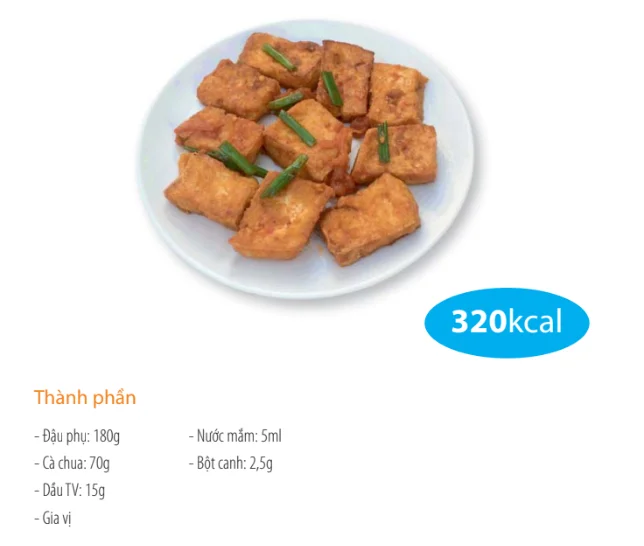 320kcal
Thành phần
- Đậu phụ: 180g
- Cà chua: 70g
- Dầu TV: 15g
- Gia vị
- Nước mắm: 5ml
- Bột canh: 2,5g